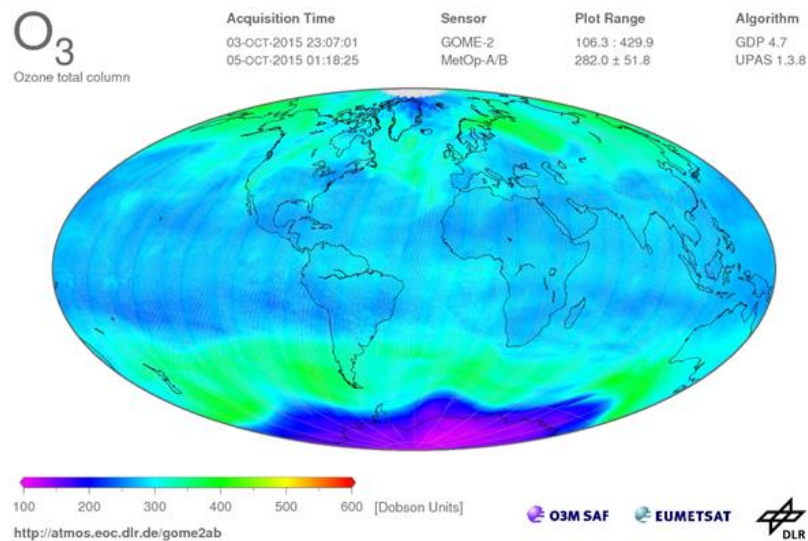 O3
Ozone total column
Acquisition Time
03-OCT-2015 23:07:01
05-OCT-2015 01:18:25
Sensor
GOME-2
MetOp-A/B
Plot Range
106.3 : 429.9
282.0 ± 51.8
Algorithm
GDP 4.7
UPAS 1.3.8
100 200 300 400 500 600 [Dobson Units]
http://atmos.eoc.dlr.de/gome2ab
O3M SAF
EUMETSAT
DLR